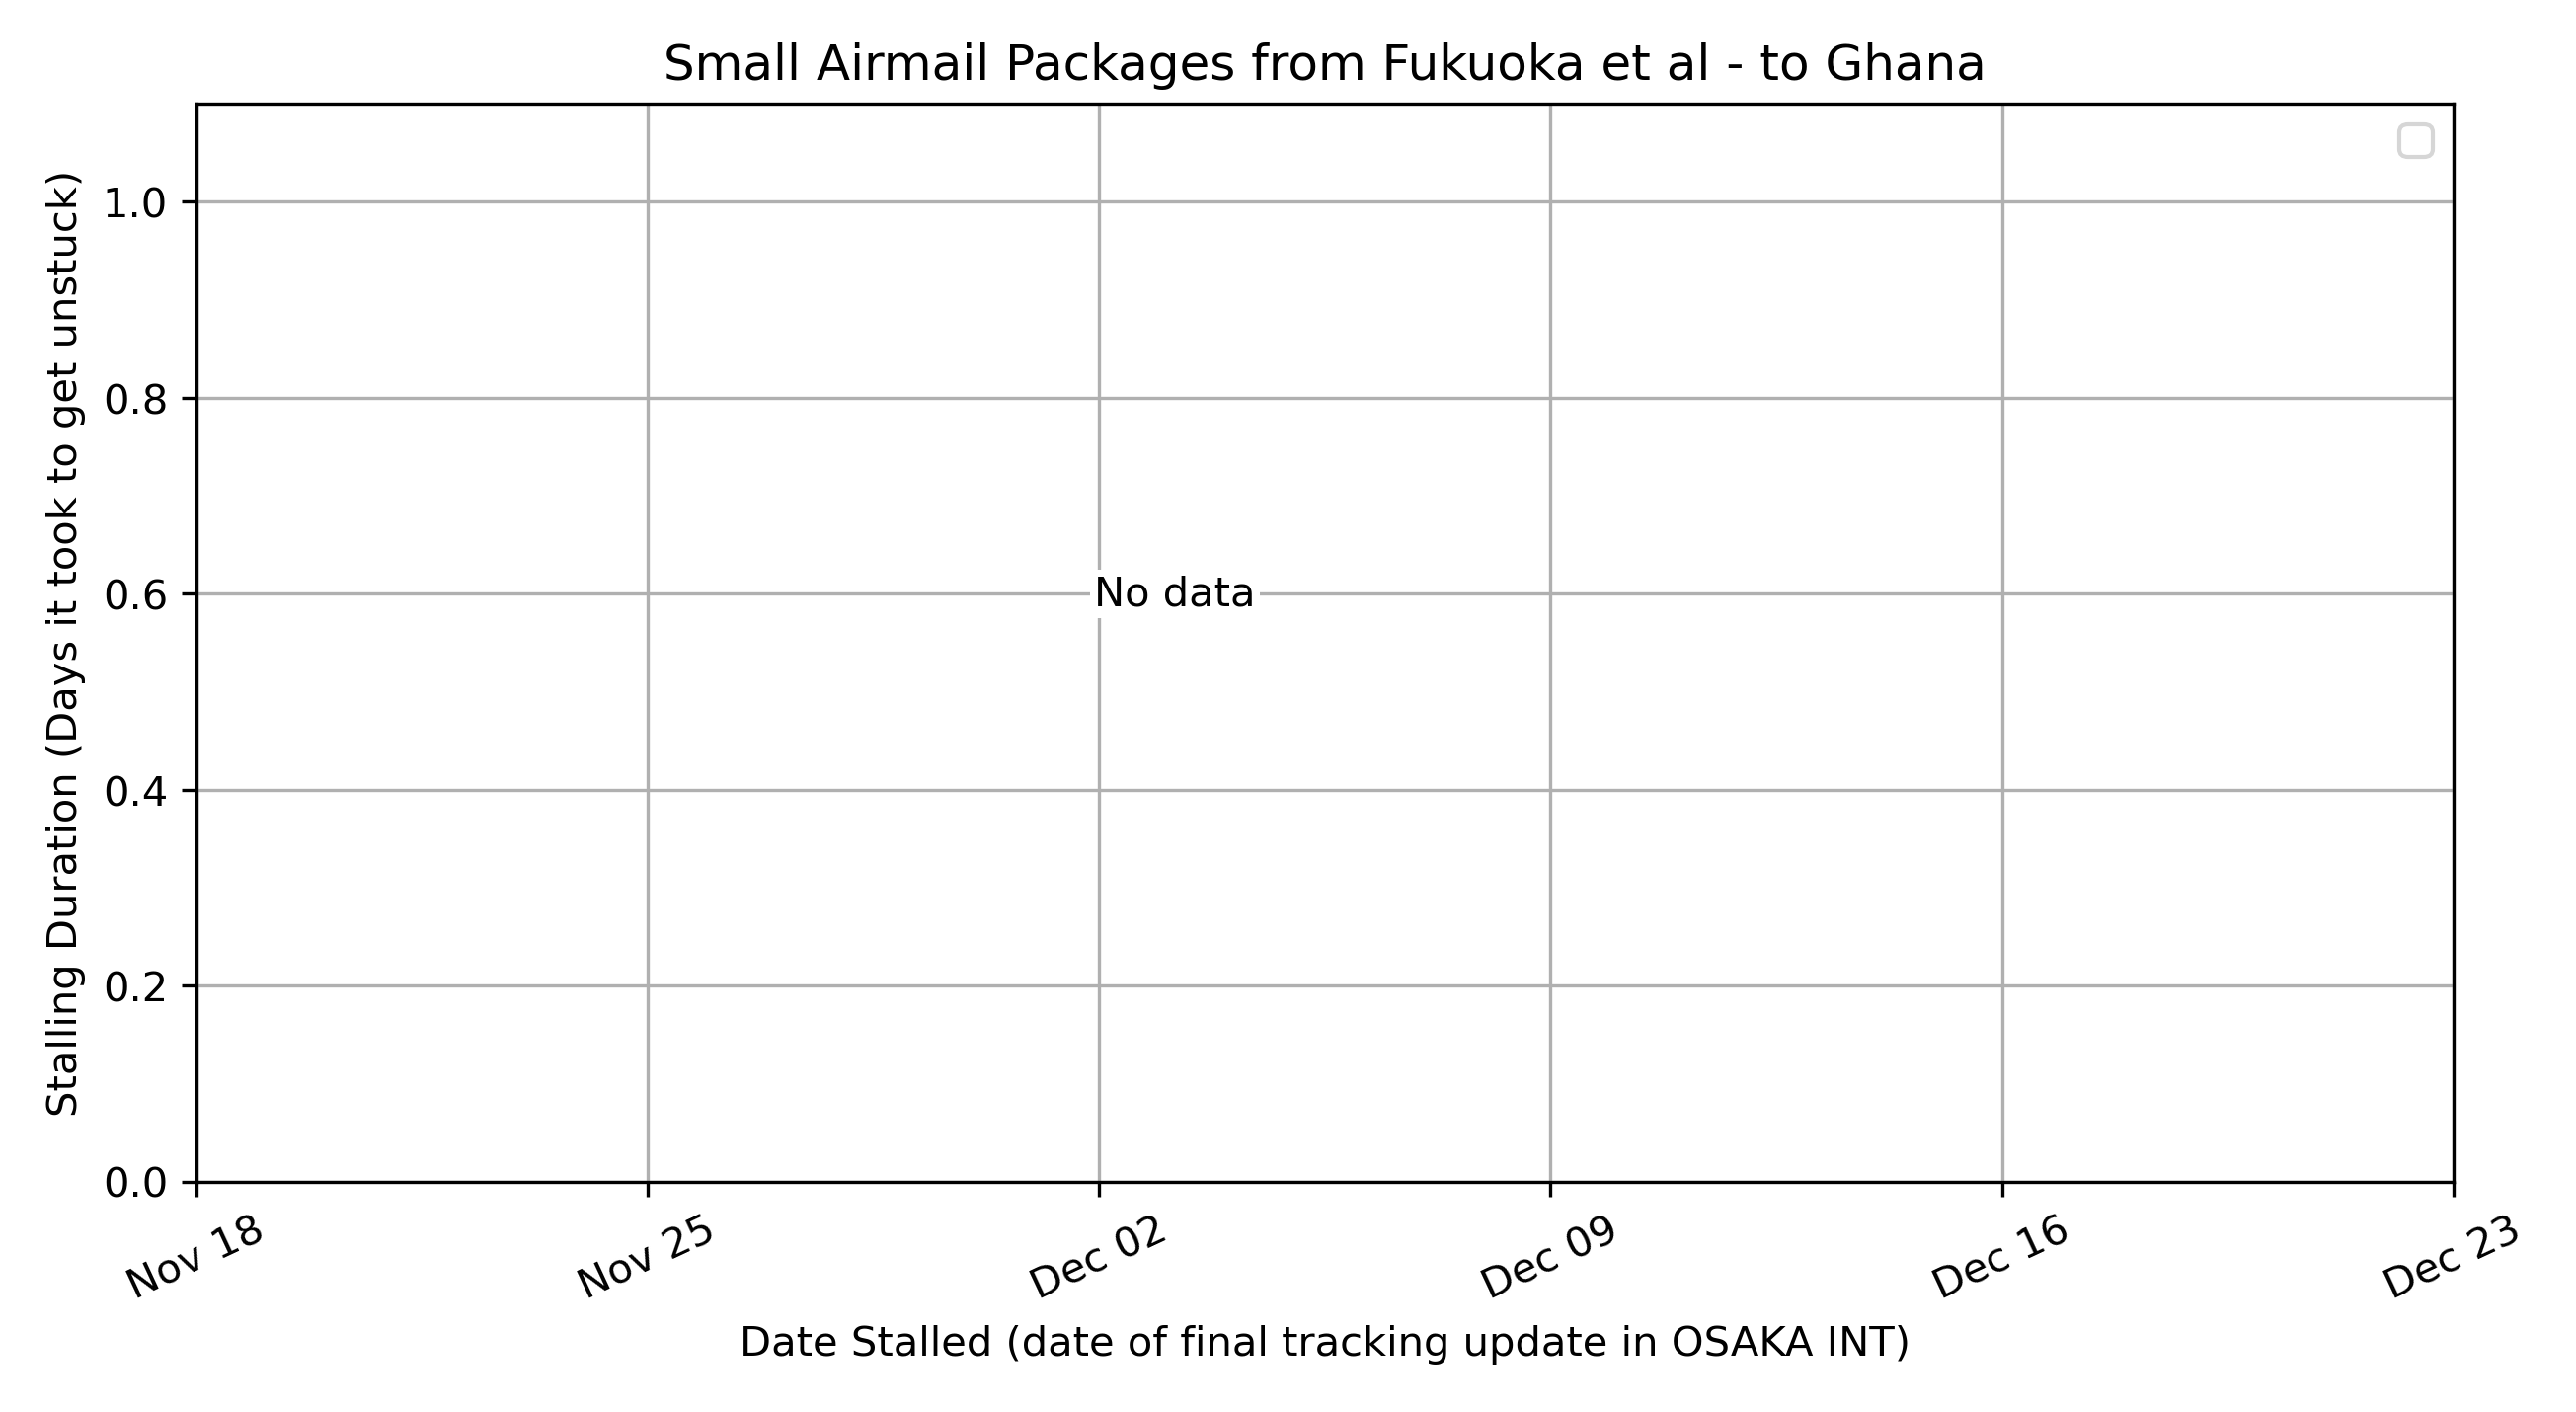 Small Airmail Packages from Fukuoka et al - to Ghana
Stalling Duration (Days it took to get unstuck)
1.0
0.8
0.6
0.4
0.2
0.0
No data
Nov 18
Nov 25
Dec 02
Dec 09
Dec 16
Dec 23
Date Stalled (date of final tracking update in OSAKA INT)